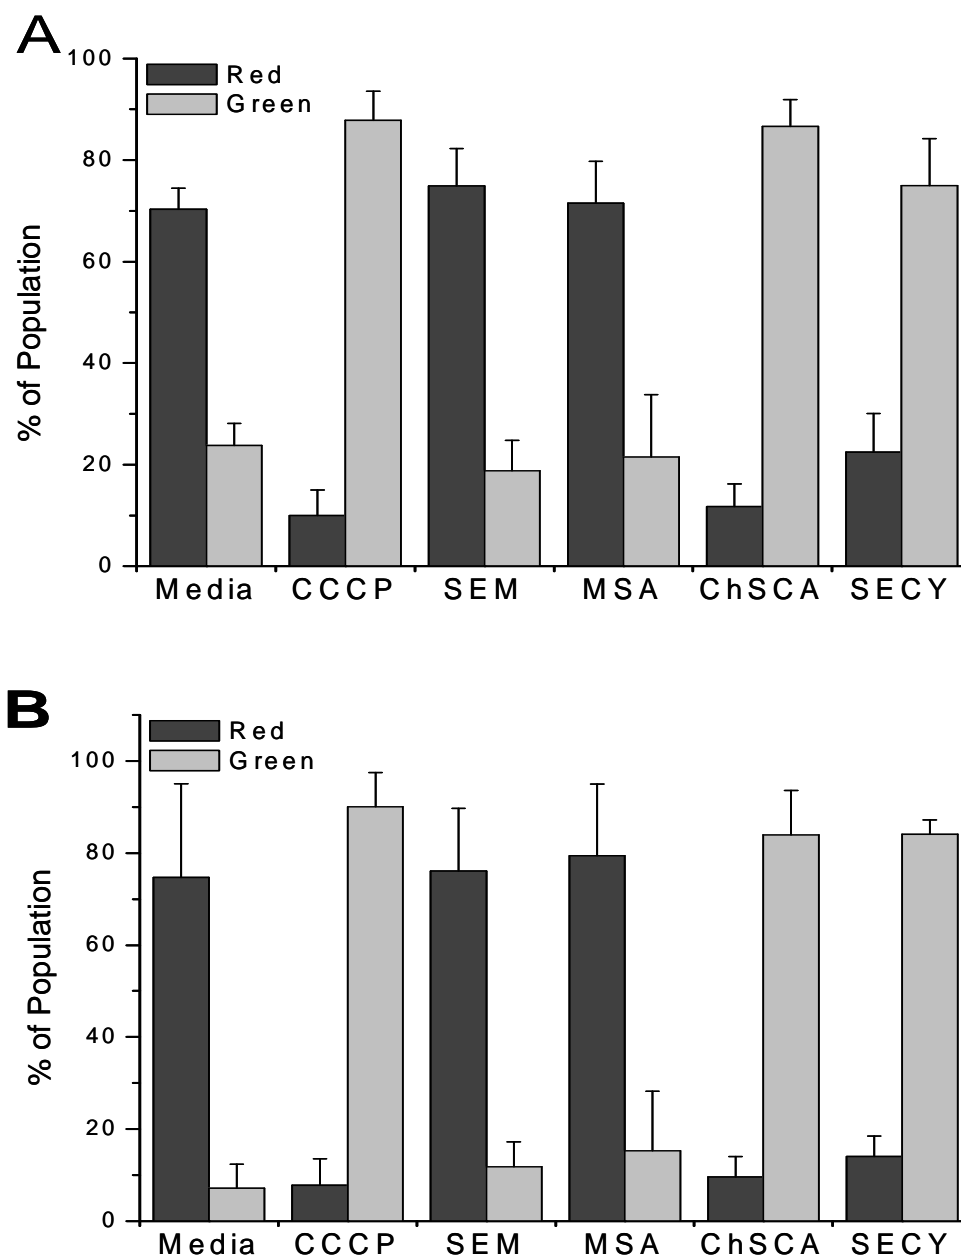 A
100
Red
Green
80
60
40
20
0
% of Population
Media CCCP SEM MSA ChSCA SECY
B
Red
100
Green
80
60
40
20
0
% of Population
Media CCCP SEM MSA ChSCA SECY